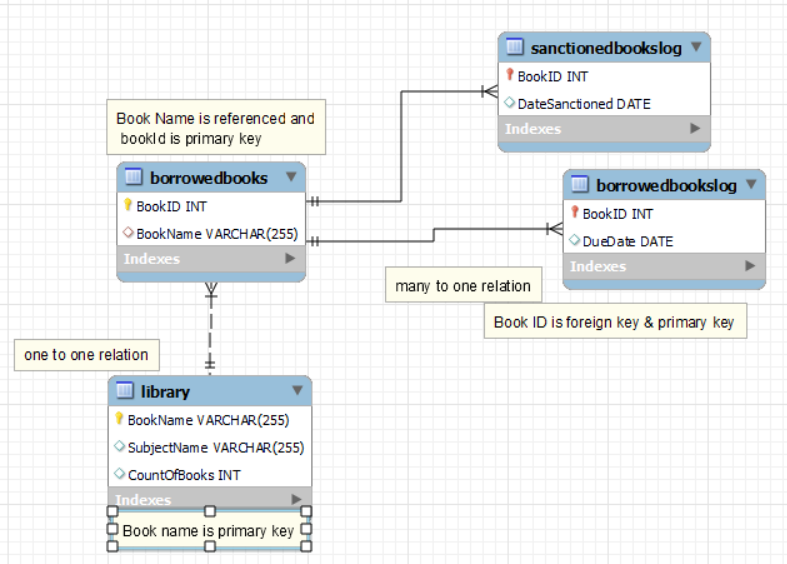 sanctionedbookslog
BookID INT
DateSanctioned DATE
Indexes
Book Name is referenced and
bookId is primary key
borrowedbooks
BookID INT
BookName VARCHAR(255)
Indexes
borrowedbookslog
BookID INT
DueDate DATE
Indexes
many to one relation
Book ID is foreign key & primary key
one to one relation
library
BookName VARCHAR(255)
SubjectName VARCHAR(255)
CountOfBooks INT
Indexes
Book name is primary key